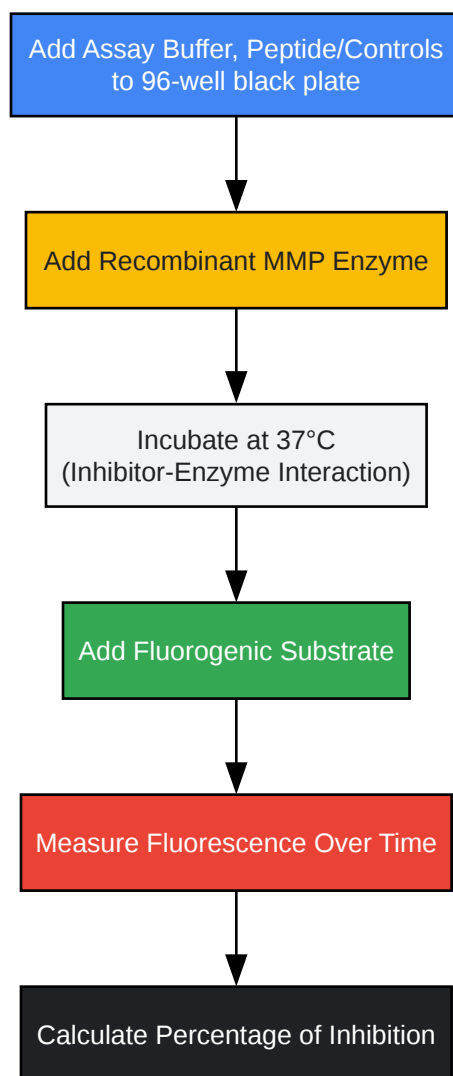 Add Assay Buffer, Peptide/Controls
to 96-well black plate
Add Recombinant MMP Enzyme
Incubate at 37°C
(Inhibitor-Enzyme Interaction)
Add Fluorogenic Substrate
Measure Fluorescence Over Time
Calculate Percentage of Inhibition